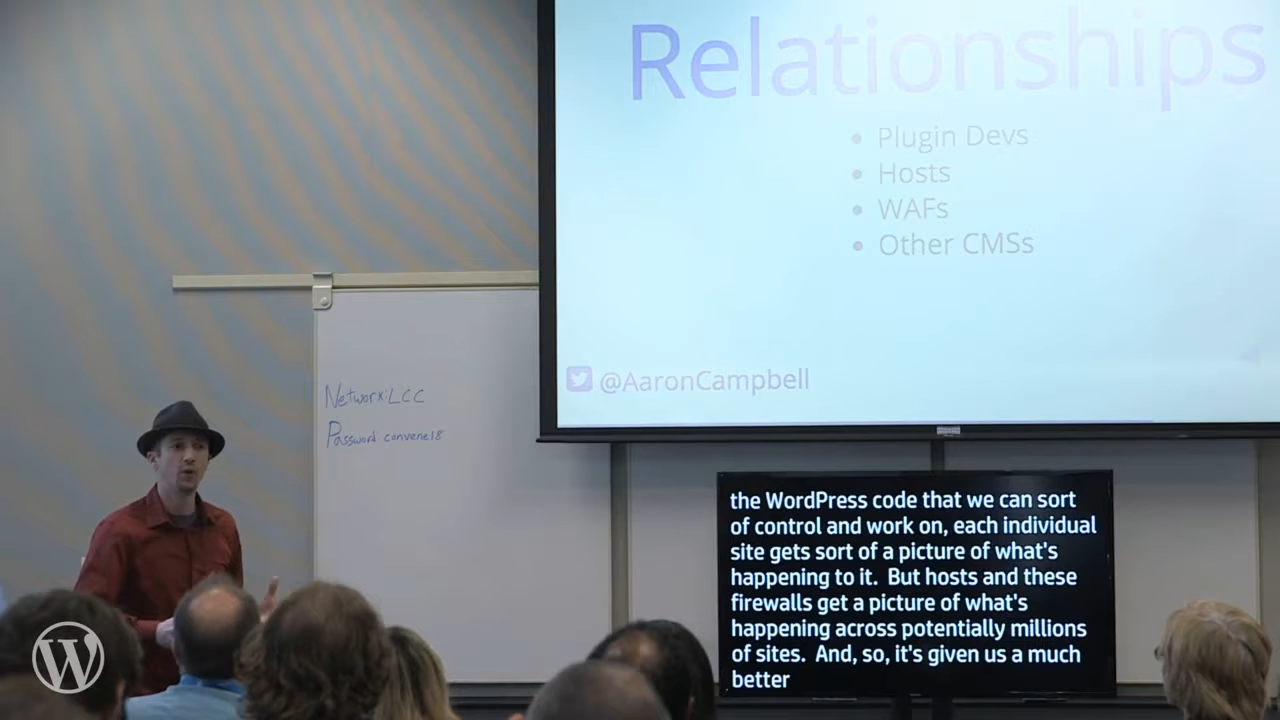 Relationships
• Plugin Devs
• Hosts
• WAFs
• Other CMSs
@AaronCampbell
Network:LCC
Password: convene18
the WordPress code that we can sort
of control and work on, each individual
site gets sort of a picture of what's
happening to it.  But hosts and these
firewalls get a picture of what's
happening across potentially millions
of sites.  And, so, it's given us a much
better